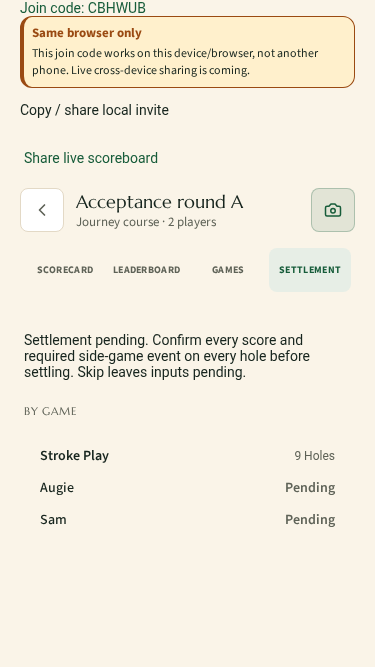 Join code: CBHWUB
Same browser only
This join code works on this device/browser, not another
phone. Live cross-device sharing is coming.
Copy / share local invite
Share live scoreboard
Acceptance round A
Journey course · 2 players
SCORECARD LEADERBOARD GAMES SETTLEMENT
Settlement pending. Confirm every score and
required side-game event on every hole before
settling. Skip leaves inputs pending.
BY GAME
Stroke Play 9 Holes
Augie Pending
Sam Pending